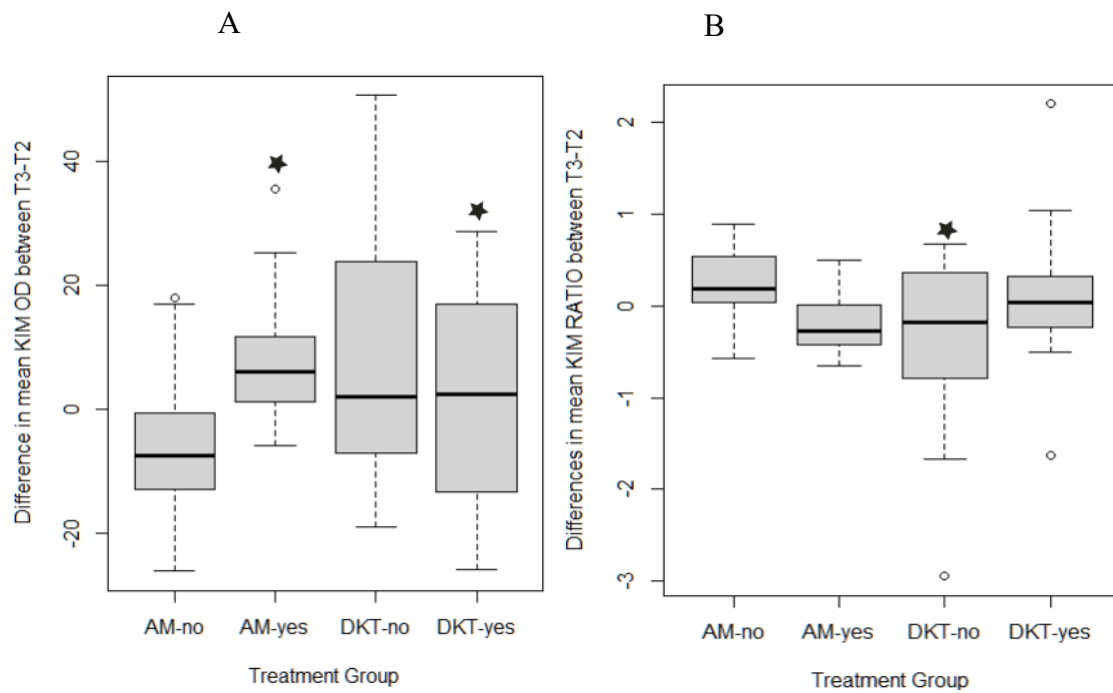 A
B
Difference in mean KIM OD between T3-T2
40
20
0
-20
AM-no
AM-yes
DKT-no
DKT-yes
Treatment Group
Differences in mean KIM RATIO between T3-T2
2
1
0
-1
-2
-3
AM-no
AM-yes
DKT-no
DKT-yes
Treatment Group